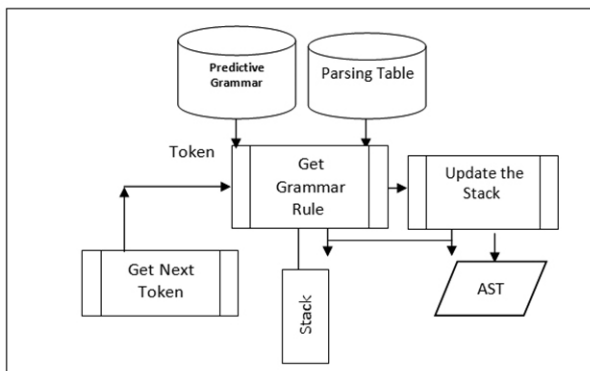 Predictive
Grammar
Parsing Table
Token
Get
Grammar
Rule
Update the
Stack
Get Next
Token
Stack
AST